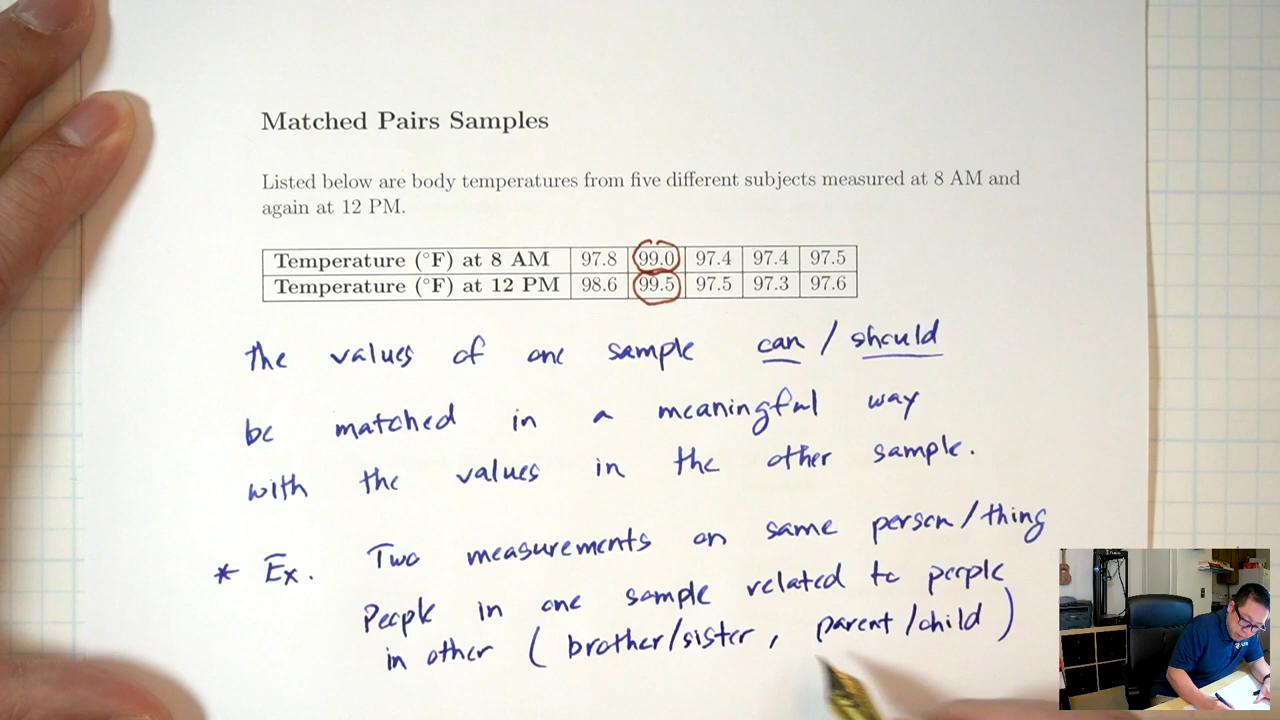 Matched Pairs Samples
Listed below are body temperatures from five different subjects measured at 8 AM and
again at 12 PM.
Temperature (°F) at 8 AM 97.8 99.0 97.4 97.4 97.5
Temperature (°F) at 12 PM 98.6 99.5 97.5 97.3 97.6
The values of one sample can / should
be matched in a meaningful way
with the values in the other sample.
* Ex. Two measurements on same person/thing
People in one sample related to people
in other ( brother/sister, parent/child )